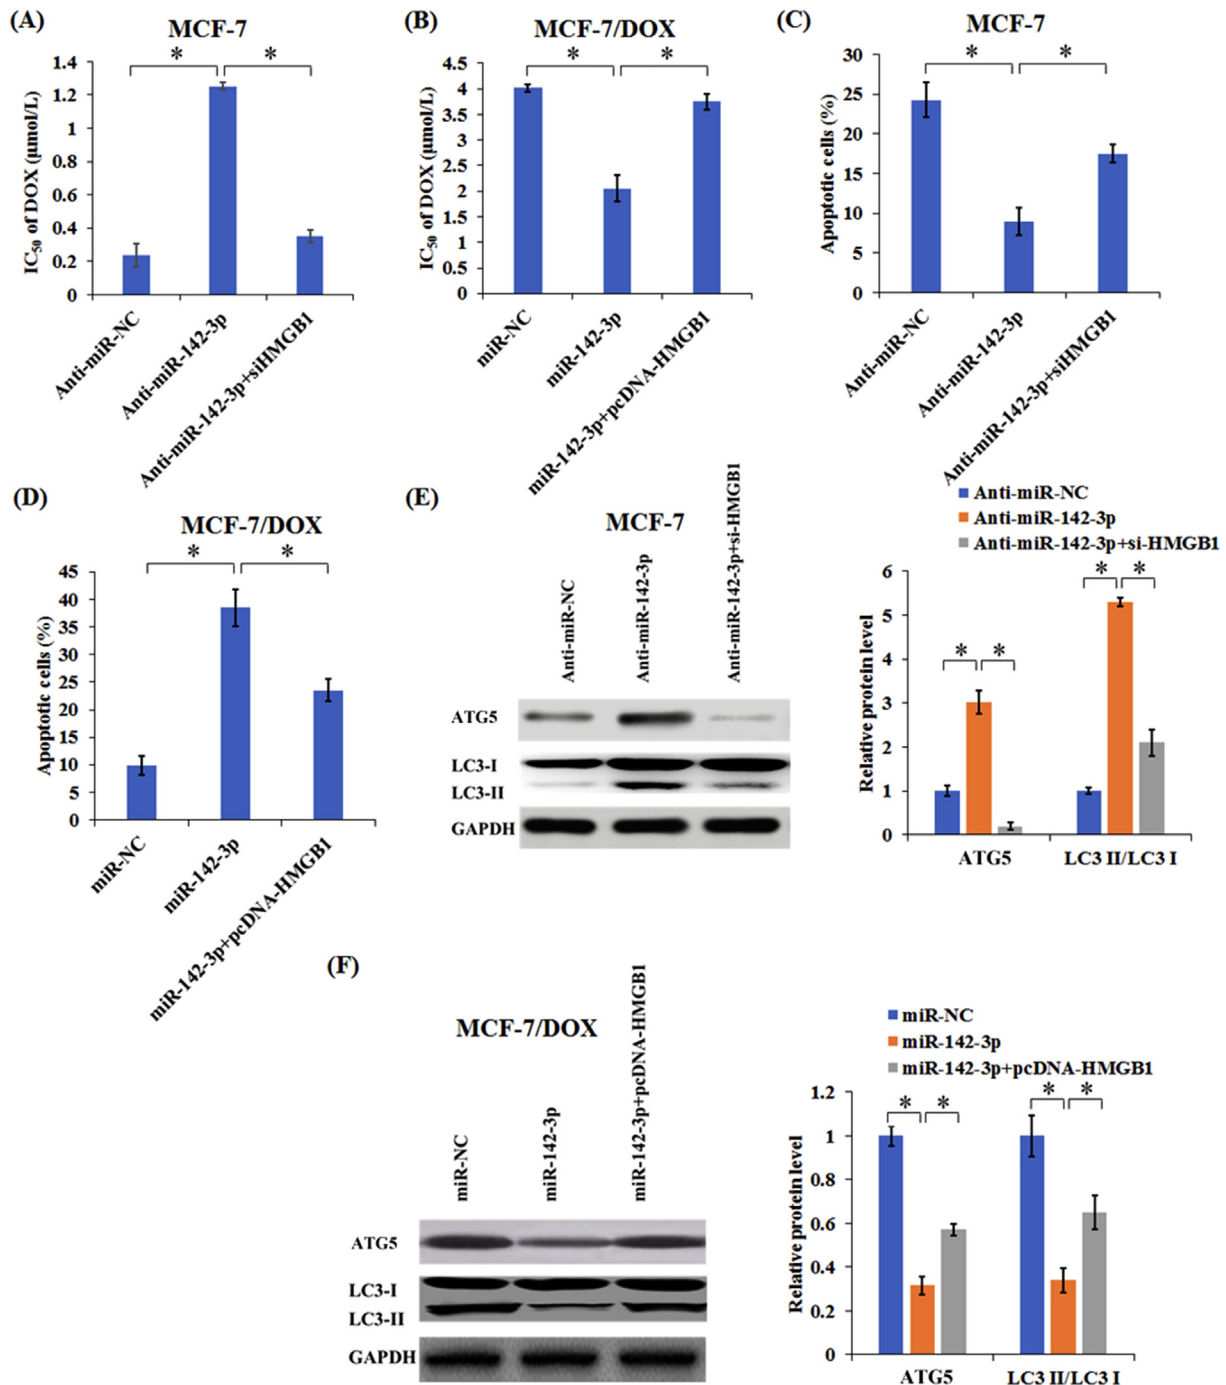 (A)
MCF-7
*
*
IC50 of DOX (μmol/L)
1.4
1.2
1
0.8
0.6
0.4
0.2
0
Anti-miR-NC
Anti-miR-142-3p
Anti-miR-142-3p+siHMGB1
(B)
MCF-7/DOX
*
*
IC50 of DOX (μmol/L)
4.5
4
3.5
3
2.5
2
1.5
1
0.5
0
miR-NC
miR-142-3p
miR-142-3p+pcDNA-HMGB1
(C)
MCF-7
*
*
Apoptotic cells (%)
30
25
20
15
10
5
0
Anti-miR-NC
Anti-miR-142-3p
Anti-miR-142-3p+siHMGB1
(D)
MCF-7/DOX
*
*
Apoptotic cells (%)
45
40
35
30
25
20
15
10
5
0
miR-NC
miR-142-3p
miR-142-3p+pcDNA-HMGB1
(E)
MCF-7
Anti-miR-NC
Anti-miR-142-3p
Anti-miR-142-3p+si-HMGB1
ATG5
LC3-I
LC3-II
GAPDH
Anti-miR-NC
Anti-miR-142-3p
Anti-miR-142-3p+si-HMGB1
Relative protein level
6
5
4
3
2
1
0
*
*
*
*
ATG5
LC3 II/LC3 I
(F)
MCF-7/DOX
miR-NC
miR-142-3p
miR-142-3p+pcDNA-HMGB1
ATG5
LC3-I
LC3-II
GAPDH
miR-NC
miR-142-3p
miR-142-3p+pcDNA-HMGB1
Relative protein level
1.2
1
0.8
0.6
0.4
0.2
0
*
*
*
*
ATG5
LC3 II/LC3 I